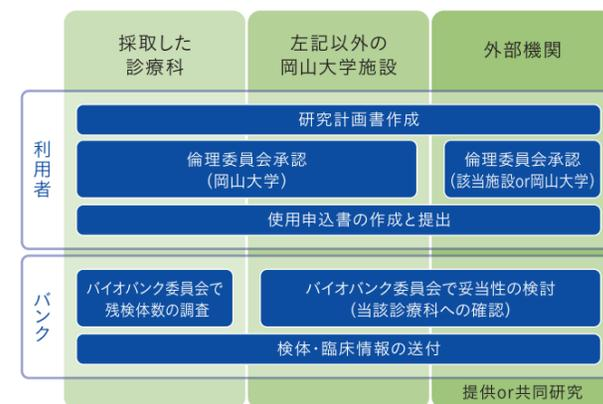 採取した
診療科
左記以外の
岡山大学施設
外部機関
利用者
研究計画書作成
倫理委員会承認
（岡山大学）
倫理委員会承認
（該当施設or岡山大学）
使用申込書の作成と提出
バンク
バイオバンク委員会で
残検体数の調査
バイオバンク委員会で妥当性の検討
（当該診療科への確認）
検体・臨床情報の送付
提供or共同研究